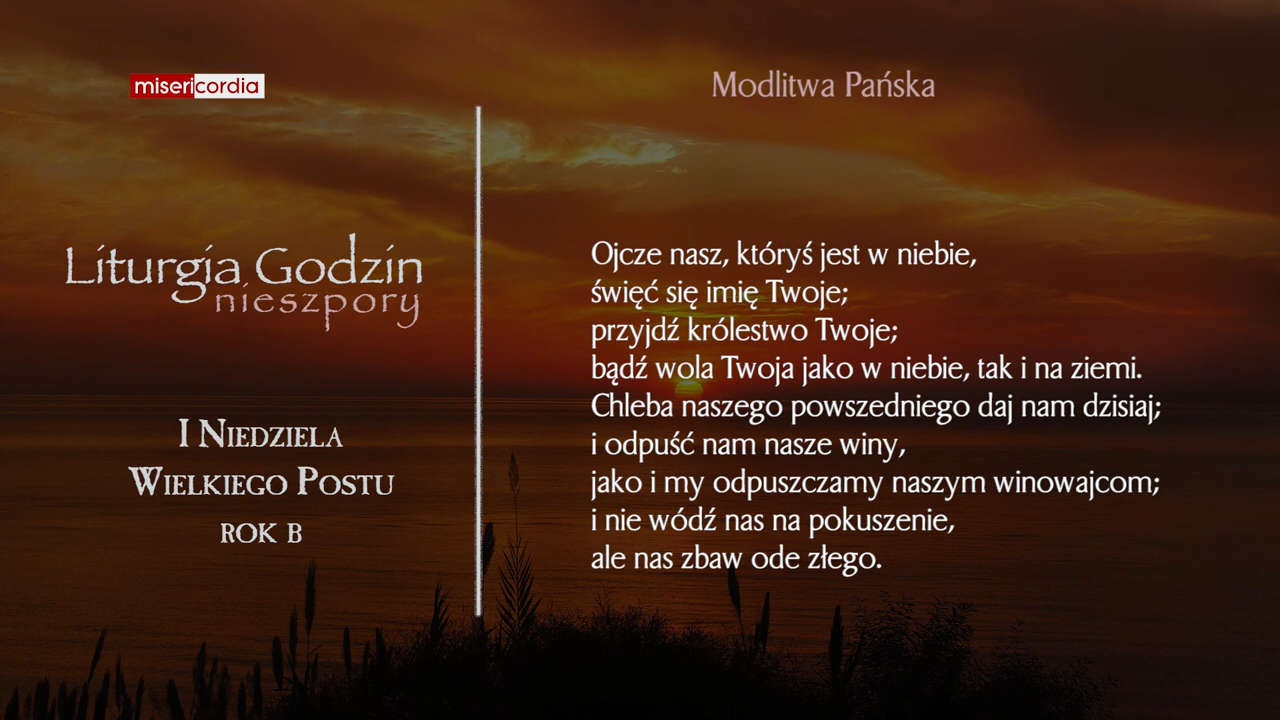 misericordia
Liturgia Godzin
nieszpory
I Niedziela
Wielkiego Postu
rok B
Modlitwa Pańska
Ojcze nasz, któryś jest w niebie,
święć się imię Twoje;
przyjdź królestwo Twoje;
bądź wola Twoja jako w niebie, tak i na ziemi.
Chleba naszego powszedniego daj nam dzisiaj;
i odpuść nam nasze winy,
jako i my odpuszczamy naszym winowajcom;
i nie wódź nas na pokuszenie,
ale nas zbaw ode złego.